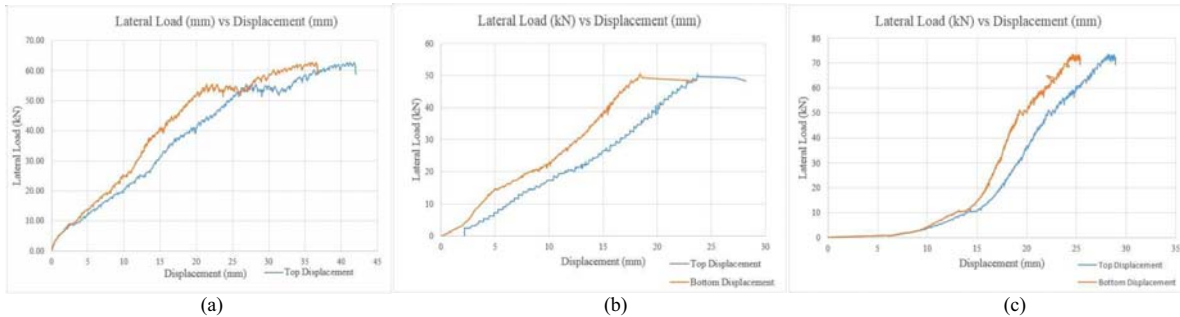 Lateral Load (mm) vs Displacement (mm)
70.00
60.00
50.00
40.00
30.00
20.00
10.00
0.00
Lateral Load (kN)
0 5 10 15 20 25 30 35 40 45
Displacement (mm)
Top Displacement
(a)
Lateral Load (kN) vs Displacement (mm)
60
50
40
30
20
10
0
Lateral Load (kN)
0 5 10 15 20 25 30
Displacement (mm)
Top Displacement
Bottom Displacement
(b)
Lateral Load (kN) vs Displacement (mm)
80
70
60
50
40
30
20
10
0
Lateral Load (kN)
0 5 10 15 20 25 30 35
Displacement (mm)
Top Displacement
Bottom Displacement
(c)